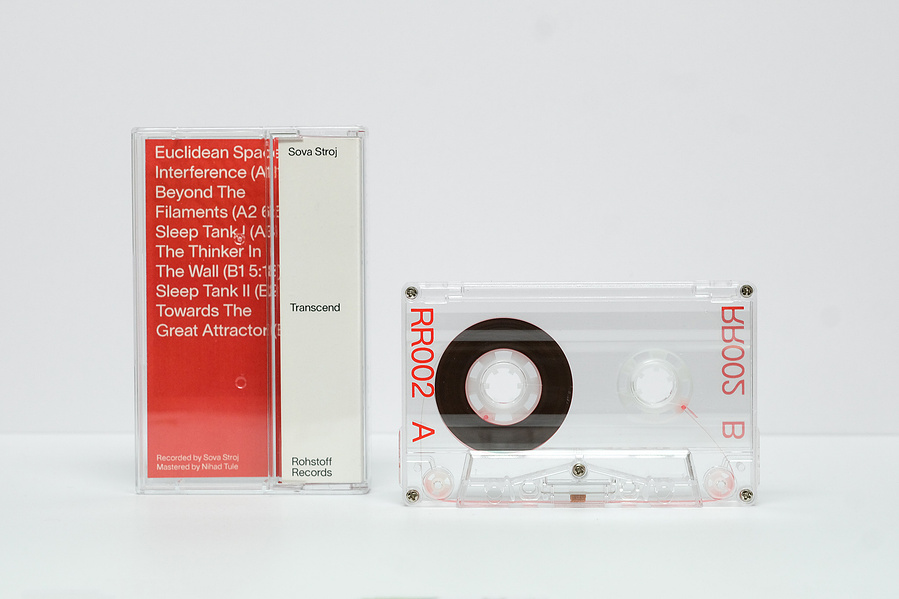 Euclidean Space
Interference (A1
Beyond The
Filaments (A2 6:
Sleep Tank I (A3
The Thinker In
The Wall (B1 5:18)
Sleep Tank II (B2
Towards The
Great Attractor (B
Recorded by Sova Stroj
Mastered by Nihad Tule
Sova Stroj
Transcend
Rohstoff
Records
RR002 A
RR002 B